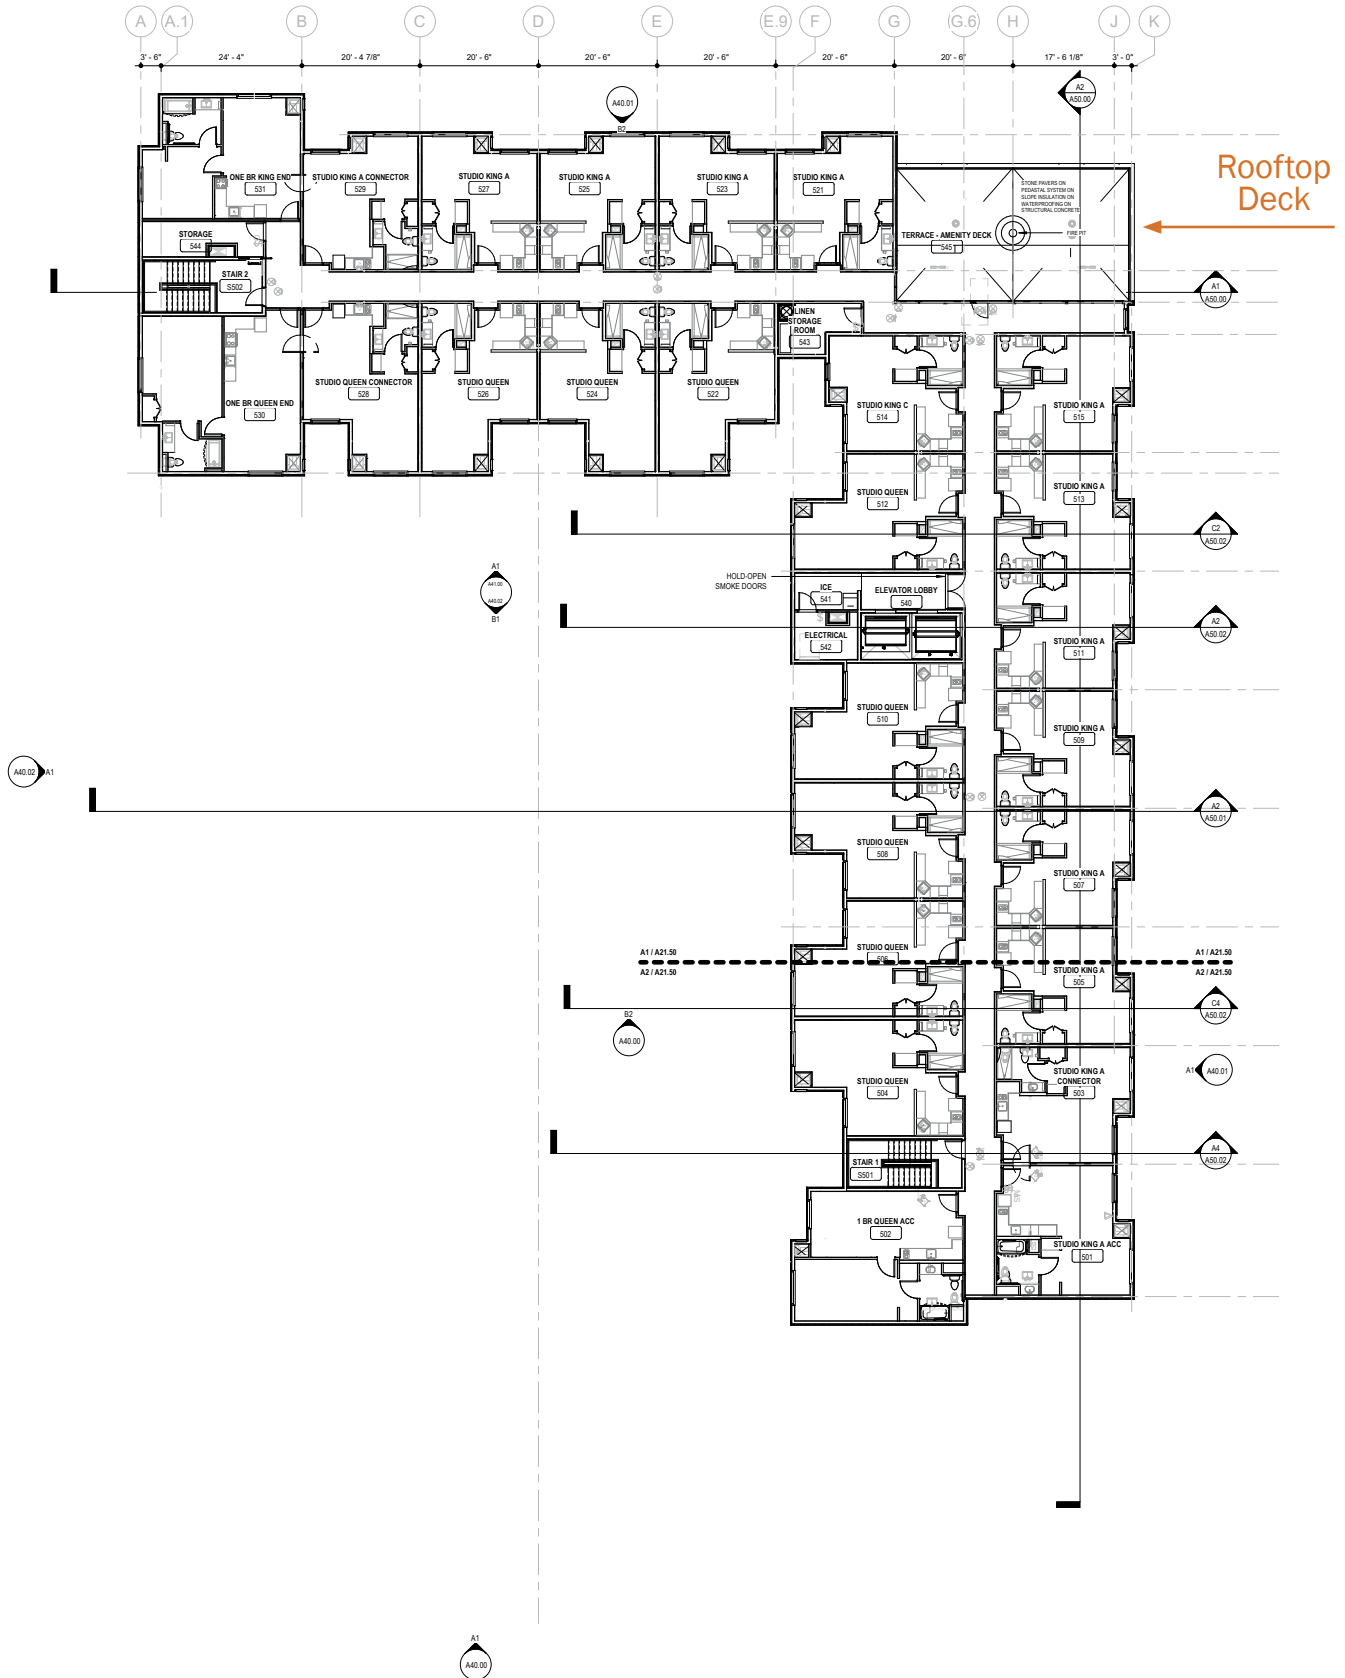 A
A.1
B
C
D
E
E.9
F
G
G.6
H
J
K
3' - 6"
24' - 4"
20' - 4 7/8"
20' - 6"
20' - 6"
20' - 6"
20' - 6"
20' - 6"
17' - 6 1/8"
3' - 0"
A2
A50.00
A40.01
B2
Rooftop
Deck
ONE BR KING END
531
STUDIO KING A CONNECTOR
529
STUDIO KING A
527
STUDIO KING A
525
STUDIO KING A
523
STUDIO KING A
521
STONE PAVERS ON
PEDASTAL SYSTEM ON
SLOPE INSULATION ON
WATERPROOFING ON
STRUCTURAL CONCRETE
FIRE PIT
TERRACE - AMENITY DECK
545
STORAGE
544
STAIR 2
S502
A1
A50.00
LINEN
STORAGE
ROOM
543
ONE BR QUEEN END
530
STUDIO QUEEN CONNECTOR
528
STUDIO QUEEN
526
STUDIO QUEEN
524
STUDIO QUEEN
522
STUDIO KING C
514
STUDIO KING A
515
STUDIO QUEEN
512
STUDIO KING A
513
C2
A50.02
A1
A41.00
A40.02
B1
HOLD-OPEN
SMOKE DOORS
ICE
541
ELEVATOR LOBBY
540
ELECTRICAL
542
A2
A50.02
STUDIO KING A
511
STUDIO QUEEN
510
STUDIO KING A
509
A40.02
A1
A2
A50.01
STUDIO QUEEN
508
STUDIO KING A
507
A1 / A21.50
A2 / A21.50
STUDIO QUEEN
506
A1 / A21.50
A2 / A21.50
STUDIO KING A
505
C4
A50.02
B2
A40.00
STUDIO QUEEN
504
STUDIO KING A
CONNECTOR
503
A1
A40.01
A4
A50.02
STAIR 1
S501
1 BR QUEEN ACC
502
STUDIO KING A ACC
501
A1
A40.00